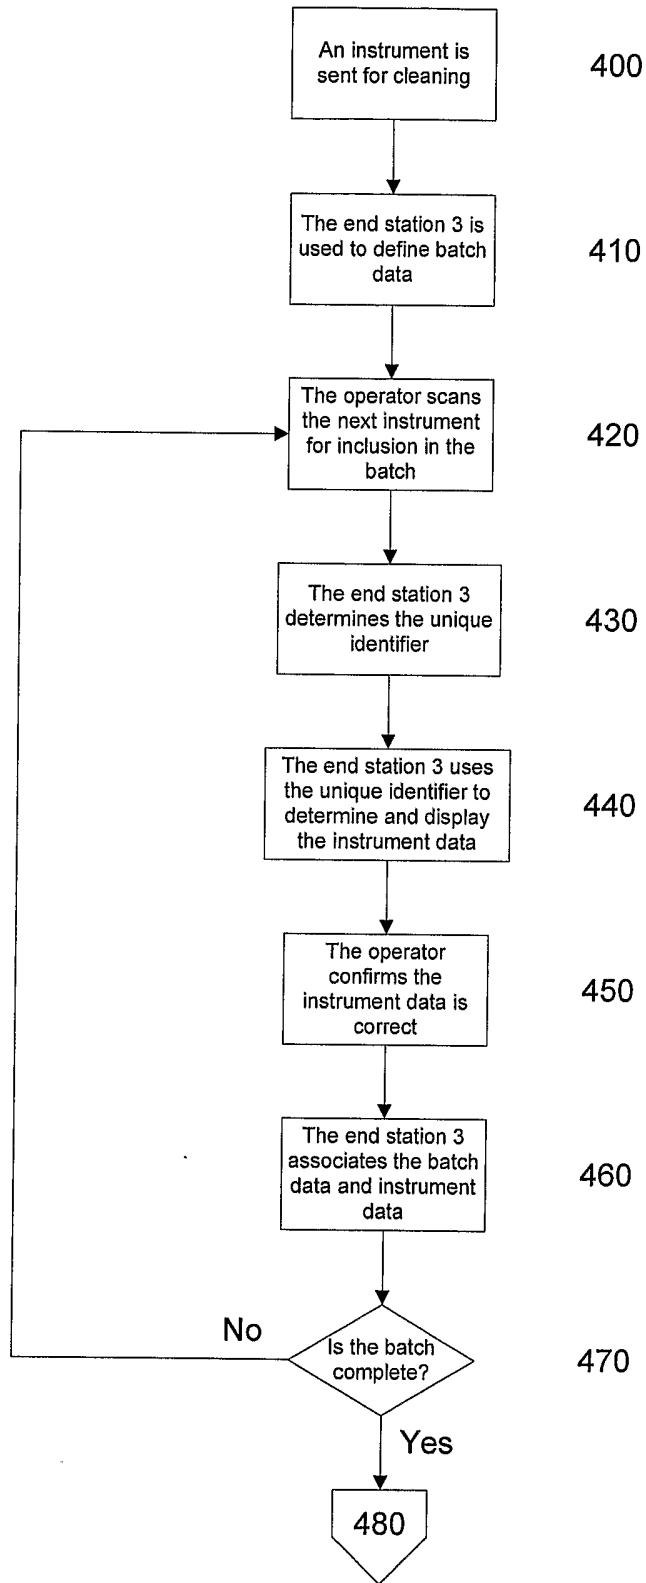 An instrument is
sent for cleaning
400
The end station 3 is
used to define batch
data
410
The operator scans
the next instrument
for inclusion in the
batch
420
The end station 3
determines the unique
identifier
430
The end station 3 uses
the unique identifier to
determine and display
the instrument data
440
The operator
confirms the
instrument data is
correct
450
The end station 3
associates the batch
data and instrument
data
460
No
Is the batch
complete?
470
Yes
480